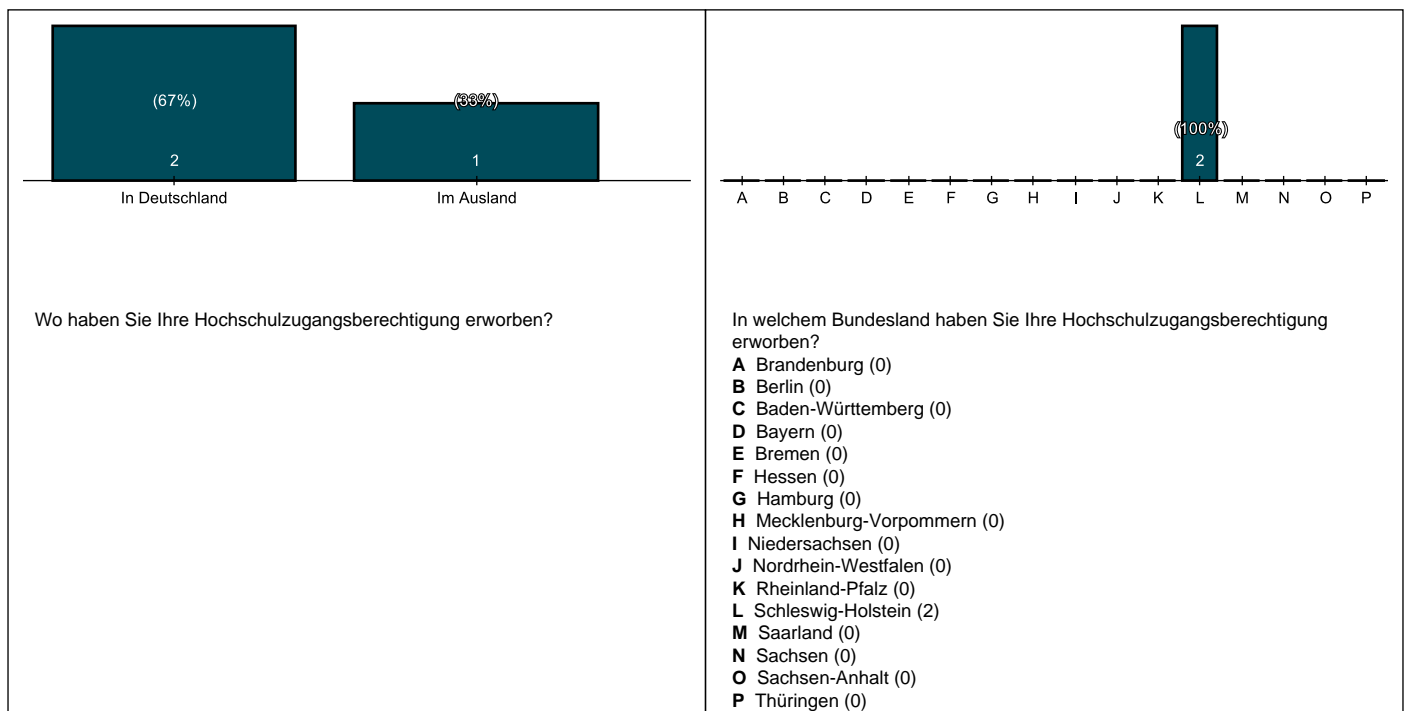 (67%)
(33%)
2
1
In Deutschland
Im Ausland
Wo haben Sie Ihre Hochschulzugangsberechtigung erworben?
(100%)
2
A B C D E F G H I J K L M N O P
In welchem Bundesland haben Sie Ihre Hochschulzugangsberechtigung
erworben?
A Brandenburg (0)
B Berlin (0)
C Baden-Württemberg (0)
D Bayern (0)
E Bremen (0)
F Hessen (0)
G Hamburg (0)
H Mecklenburg-Vorpommern (0)
I Niedersachsen (0)
J Nordrhein-Westfalen (0)
K Rheinland-Pfalz (0)
L Schleswig-Holstein (2)
M Saarland (0)
N Sachsen (0)
O Sachsen-Anhalt (0)
P Thüringen (0)